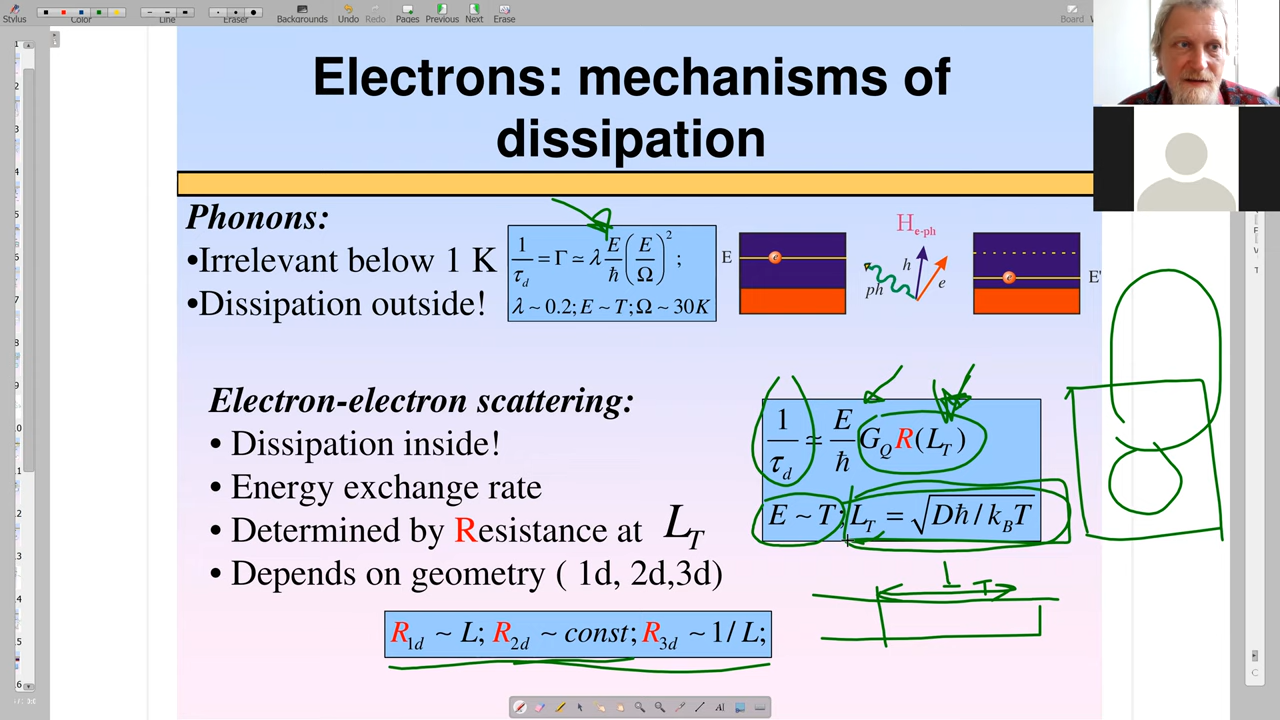 Stylus
Color
Line
Eraser
Backgrounds
Undo
Redo
Pages
Previous
Next
Erase
Board
Electrons: mechanisms of
dissipation
Phonons:
•Irrelevant below 1 K
•Dissipation outside!
1/τ_d = Γ ≃ λ E/ℏ (E/Ω)²;
λ ~ 0.2; E ~ T; Ω ~ 30K
E
e
H_e-ph
h
ph
e
e
E'
Electron-electron scattering:
• Dissipation inside!
• Energy exchange rate
• Determined by Resistance at L_T
• Depends on geometry ( 1d, 2d,3d)
1/τ_d ≃ E/ℏ G_Q R(L_T)
E ~ T; L_T = √Dℏ / k_B T
L_T
R_1d ~ L; R_2d ~ const; R_3d ~ 1/ L;